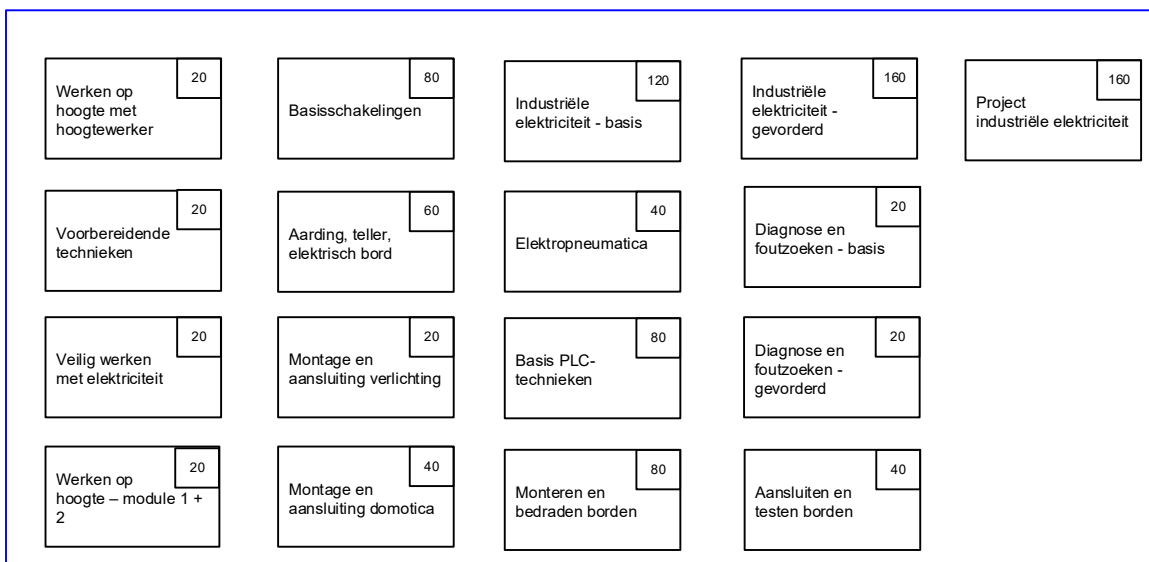 20
Werken op
hoogte met
hoogtewerker
80
Basisschakelingen
120
Industriële
elektriciteit - basis
160
Industriële
elektriciteit -
gevorderd
160
Project
industriële elektriciteit
20
Voorbereidende
technieken
60
Aarding, teller,
elektrisch bord
40
Elektropneumatica
20
Diagnose en
foutzoeken - basis
20
Veilig werken
met elektriciteit
20
Montage en
aansluiting verlichting
80
Basis PLC-
technieken
20
Diagnose en
foutzoeken -
gevorderd
20
Werken op
hoogte – module 1 +
2
40
Montage en
aansluiting domotica
80
Monteren en
bedraden borden
40
Aansluiten en
testen borden